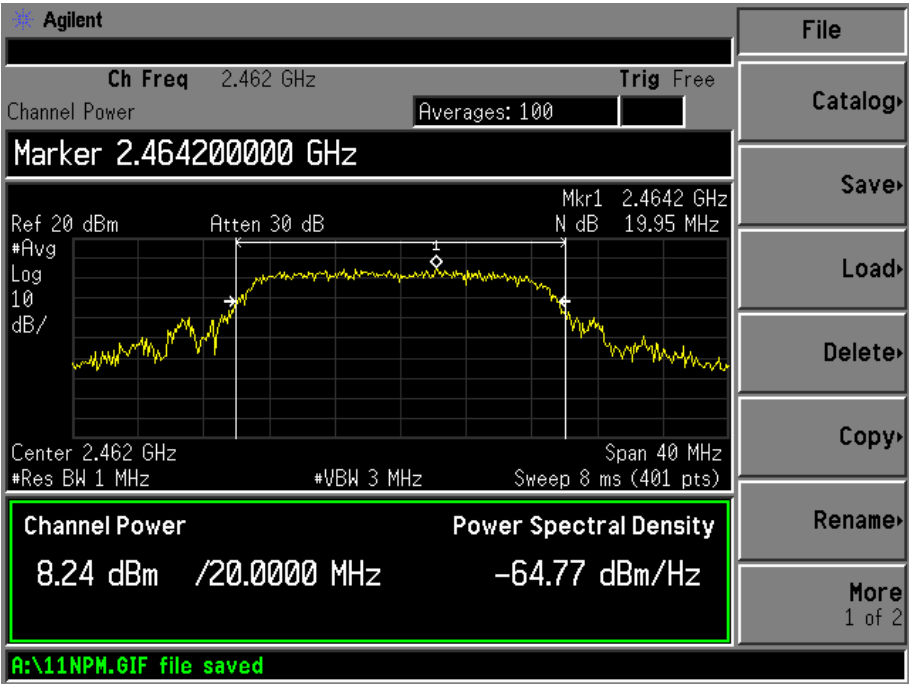 Agilent
Ch Freq 2.462 GHz Trig Free
Channel Power Averages: 100
Marker 2.464200000 GHz
Mkr1 2.4642 GHz
Ref 20 dBm Atten 30 dB N dB 19.95 MHz
#Avg
Log
10
dB/
1
Center 2.462 GHz Span 40 MHz
#Res BW 1 MHz #VBW 3 MHz Sweep 8 ms (401 pts)
Channel Power Power Spectral Density
8.24 dBm /20.0000 MHz -64.77 dBm/Hz
A:\11NPM.GIF file saved
File
Catalog
Save
Load
Delete
Copy
Rename
More
1 of 2